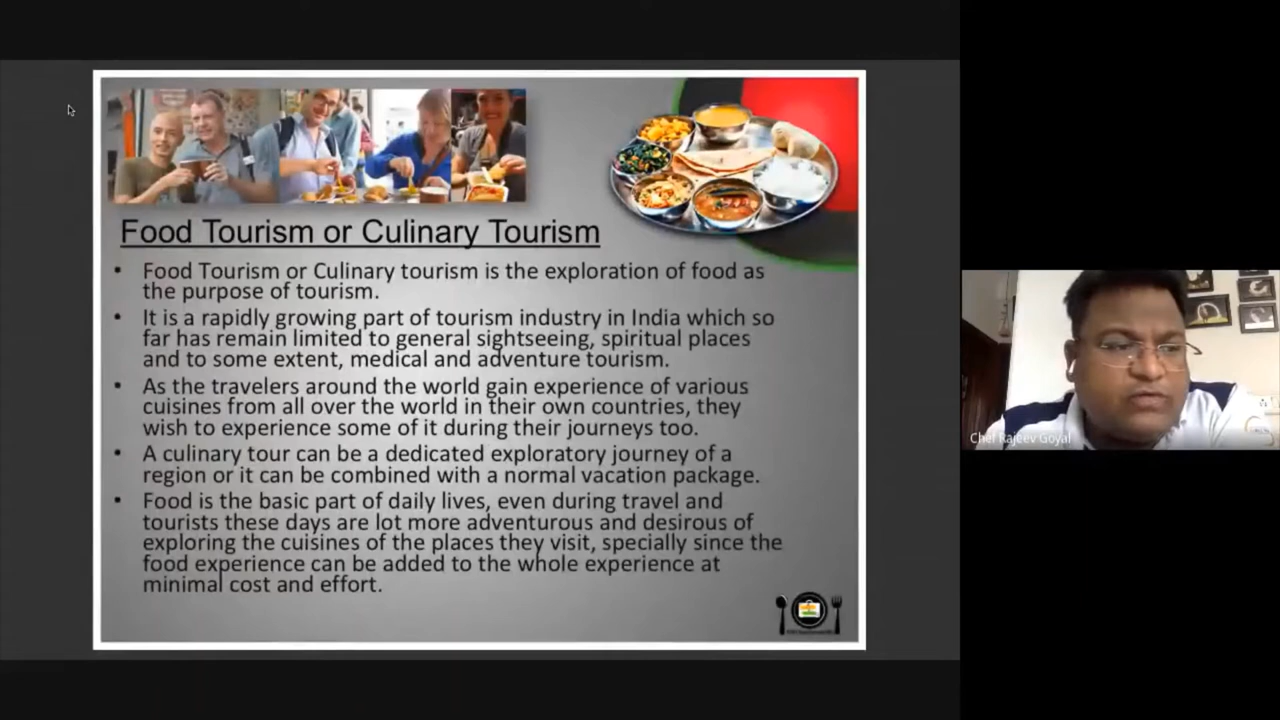 Food Tourism or Culinary Tourism
• Food Tourism or Culinary tourism is the exploration of food as
the purpose of tourism.
• It is a rapidly growing part of tourism industry in India which so
far has remain limited to general sightseeing, spiritual places
and to some extent, medical and adventure tourism.
• As the travelers around the world gain experience of various
cuisines from all over the world in their own countries, they
wish to experience some of it during their journeys too.
• A culinary tour can be a dedicated exploratory journey of a
region or it can be combined with a normal vacation package.
• Food is the basic part of daily lives, even during travel and
tourists these days are lot more adventurous and desirous of
exploring the cuisines of the places they visit, specially since the
food experience can be added to the whole experience at
minimal cost and effort.
Chef Rajeev Goyal